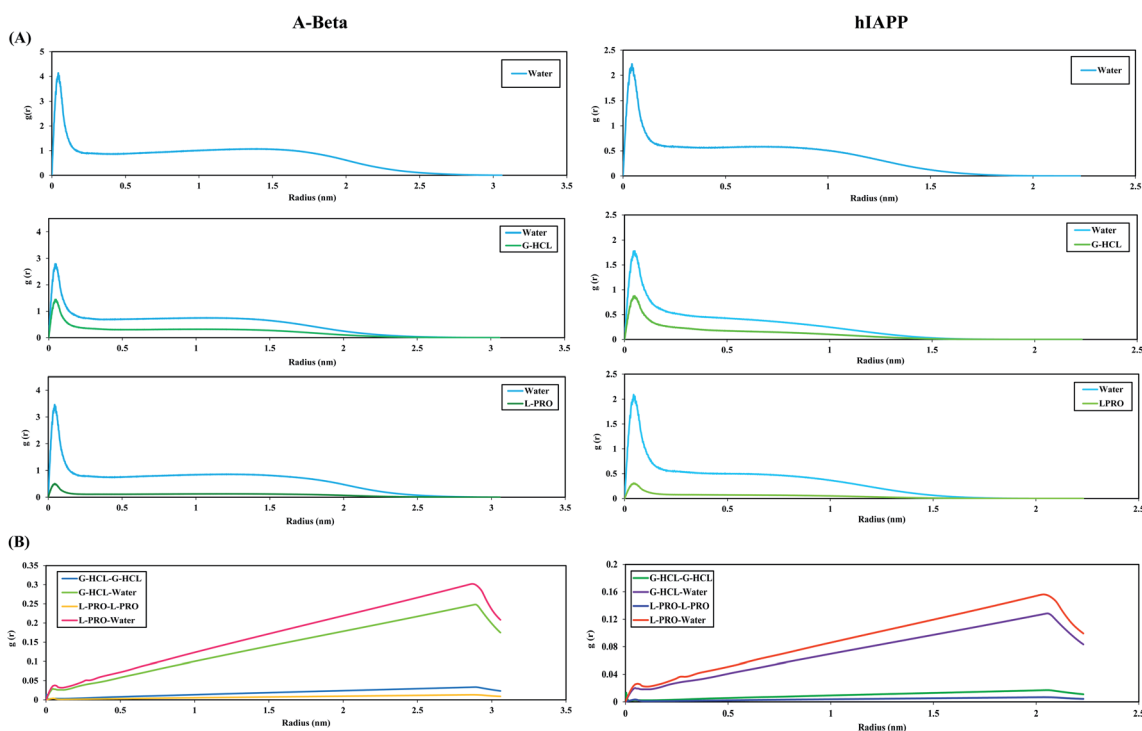 A-Beta
hIAPP
(A)
5
4
3
2
1
0
g(r)
0
0.5
1
1.5
2
2.5
3
3.5
Radius (nm)
Water
2.5
2
1.5
1
0.5
0
g (r)
0
0.5
1
1.5
2
2.5
Radius (nm)
Water
4
3
2
1
0
g (r)
0
0.5
1
1.5
2
2.5
3
3.5
Radius (nm)
Water
G-HCL
2.5
2
1.5
1
0.5
0
g (r)
0
0.5
1
1.5
2
2.5
Radius (nm)
Water
G-HCL
4
3
2
1
0
g (r)
0
0.5
1
1.5
2
2.5
3
3.5
Radius (nm)
Water
L-PRO
2.5
2
1.5
1
0.5
0
g (r)
0
0.5
1
1.5
2
2.5
Radius (nm)
Water
LPRO
(B)
0.35
0.3
0.25
0.2
0.15
0.1
0.05
0
g(r)
0
0.5
1
1.5
2
2.5
3
3.5
Radius (nm)
G-HCL-G-HCL
G-HCL-Water
L-PRO-L-PRO
L-PRO-Water
0.2
0.16
0.12
0.08
0.04
0
g(r)
0
0.5
1
1.5
2
2.5
Radius (nm)
G-HCL-G-HCL
G-HCL-Water
L-PRO-L-PRO
L-PRO-Water